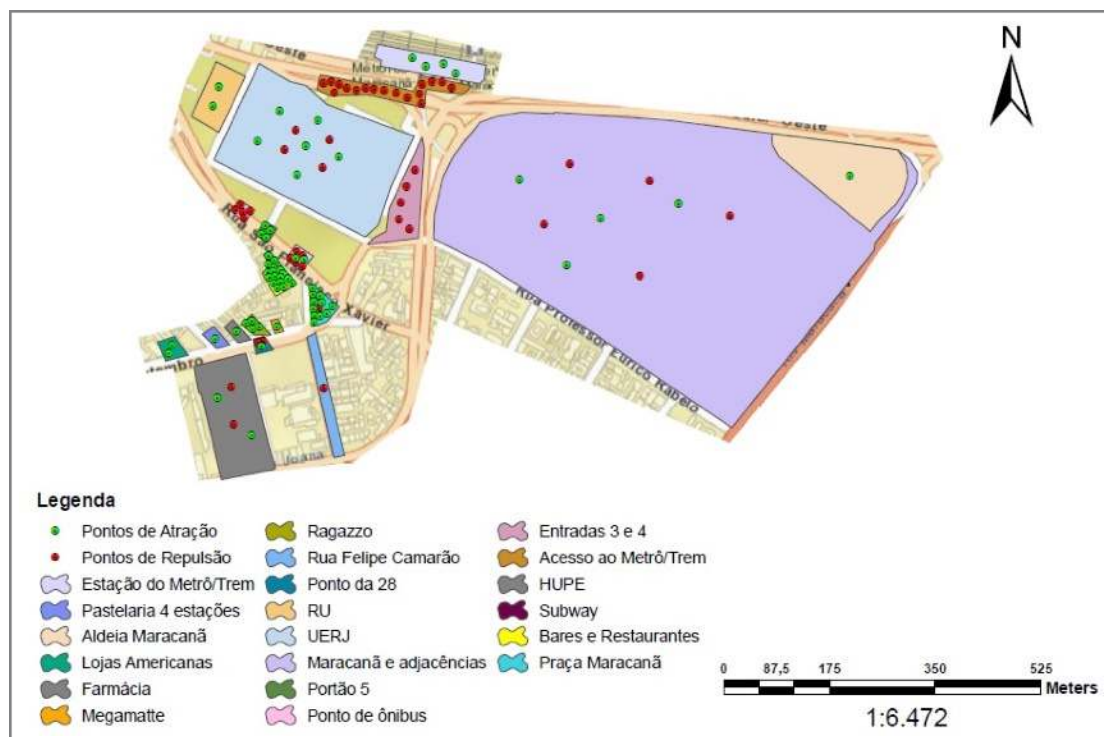 Oeste
N
Oeste
Rua São Francisco Xavier
Rua Professor Eurico Rabelo
Joana
Legenda
Pontos de Atração
Pontos de Repulsão
Estação do Metrô/Trem
Pastelaria 4 estações
Aldeia Maracanã
Lojas Americanas
Farmácia
Megamatte
Ragazzo
Rua Felipe Camarão
Ponto da 28
RU
UERJ
Maracanã e adjacências
Portão 5
Ponto de ônibus
Entradas 3 e 4
Acesso ao Metrô/Trem
HUPE
Subway
Bares e Restaurantes
Praça Maracanã
0 87,5 175 350 525
Meters
1:6.472